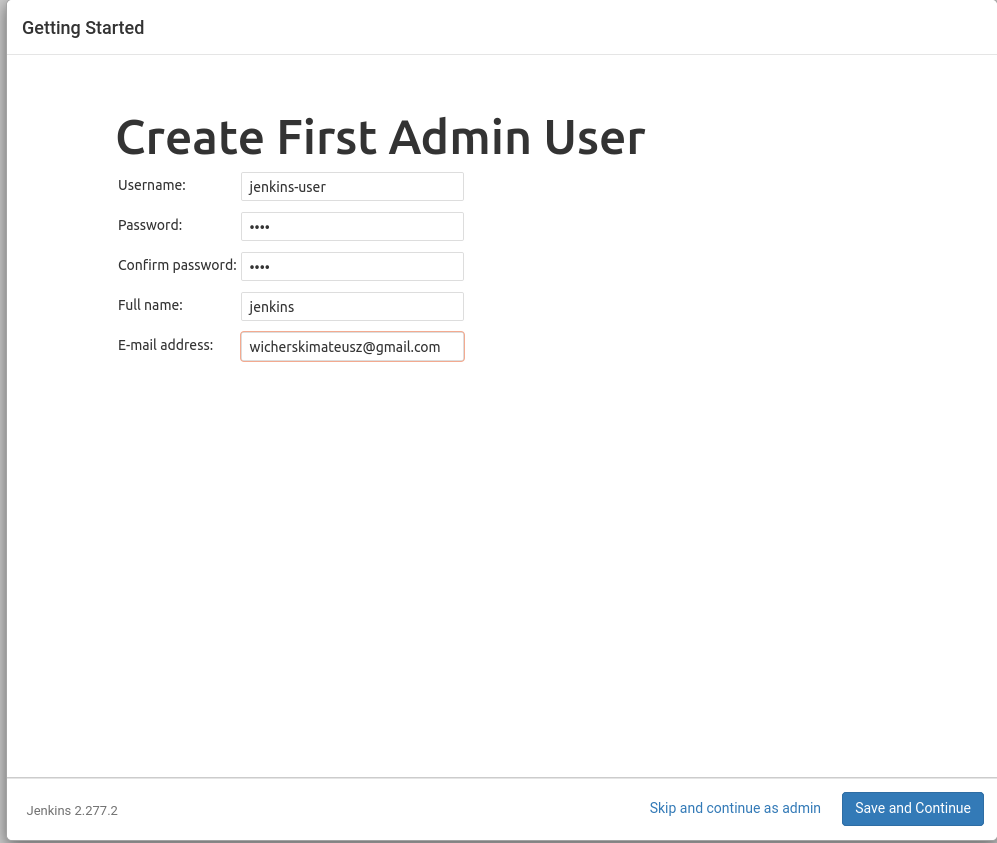 Getting Started
Create First Admin User
Username: jenkins-user
Password: ••••
Confirm password: ••••
Full name: jenkins
E-mail address: wicherskimateusz@gmail.com
Jenkins 2.277.2 Skip and continue as admin Save and Continue